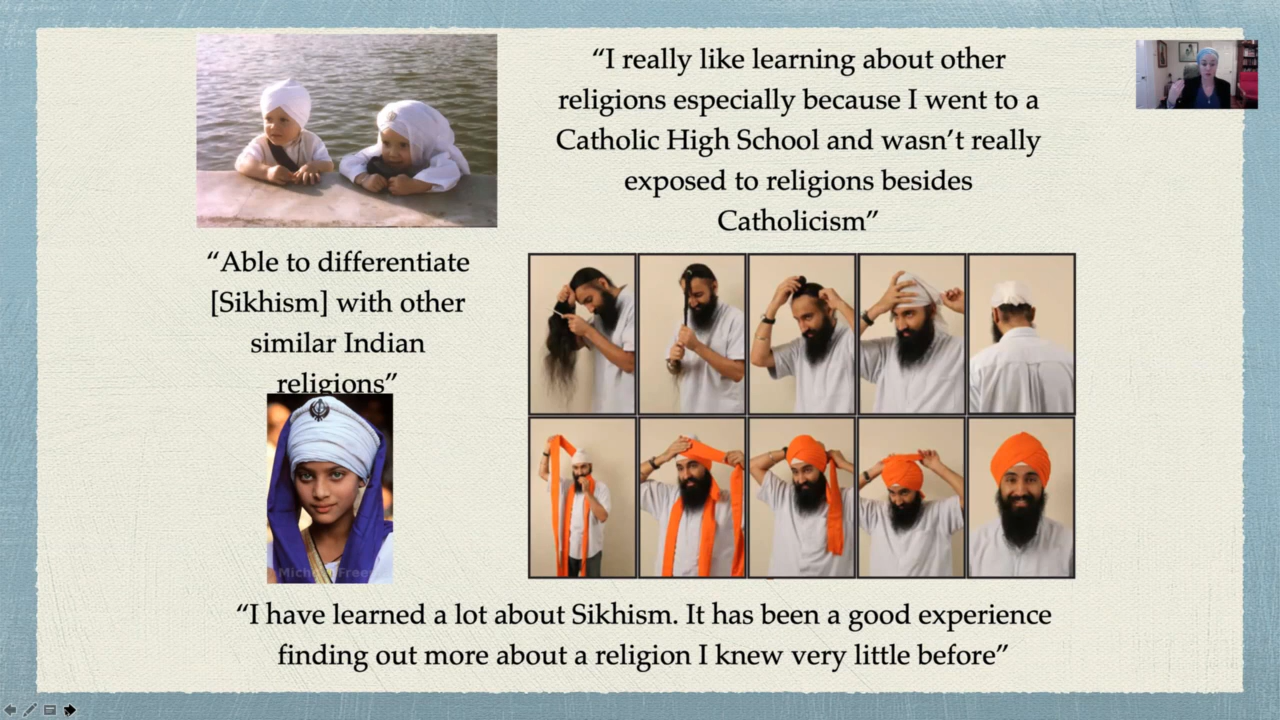 “I really like learning about other
religions especially because I went to a
Catholic High School and wasn’t really
exposed to religions besides
Catholicism”
“Able to differentiate
[Sikhism] with other
similar Indian
religions”
“I have learned a lot about Sikhism. It has been a good experience
finding out more about a religion I knew very little before”